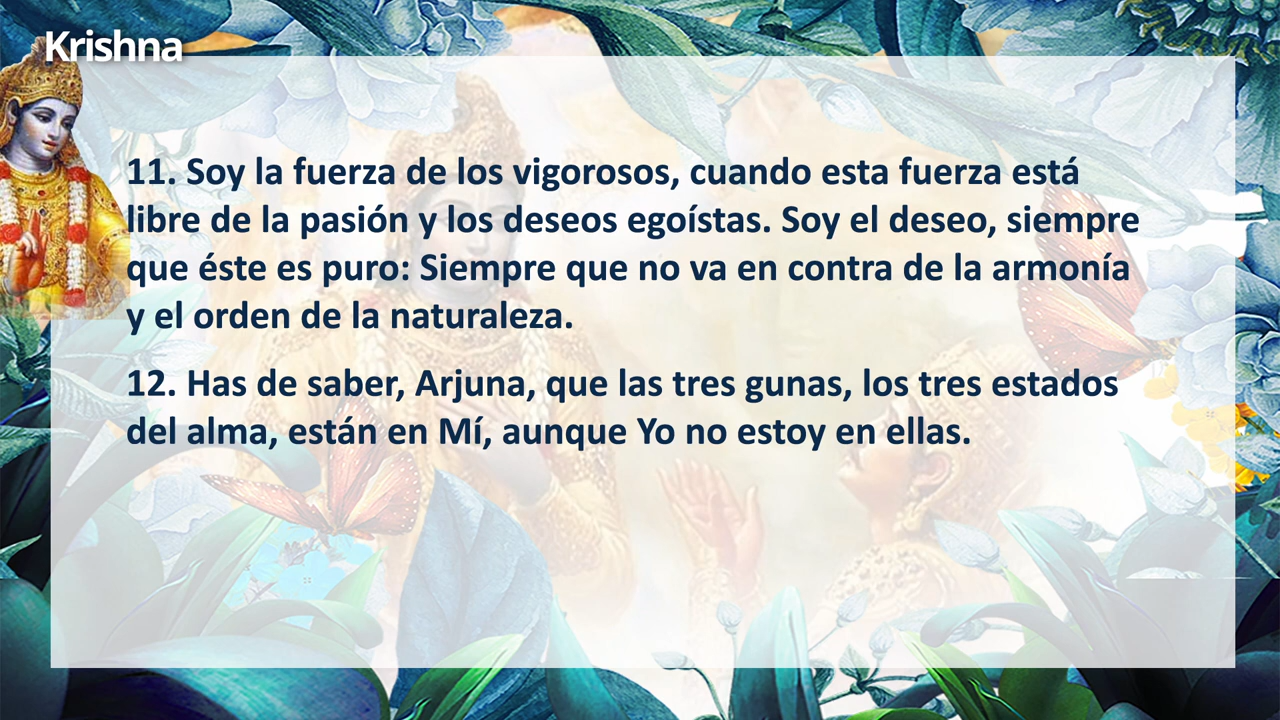 Krishna
11. Soy la fuerza de los vigorosos, cuando esta fuerza está
libre de la pasión y los deseos egoístas. Soy el deseo, siempre
que éste es puro: Siempre que no va en contra de la armonía
y el orden de la naturaleza.
12. Has de saber, Arjuna, que las tres gunas, los tres estados
del alma, están en Mí, aunque Yo no estoy en ellas.